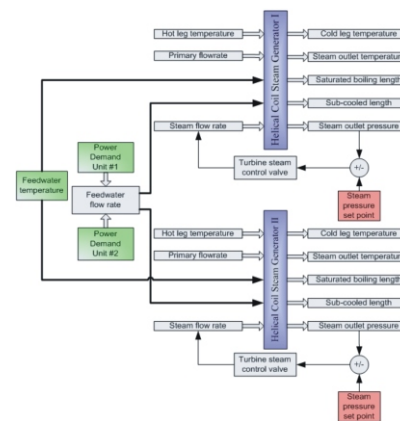 Hot leg temperature
Primary flowrate
Steam flow rate
Helical Coil Steam Generator I
Cold leg temperature
Steam outlet temperature
Saturated boiling length
Sub-cooled length
Steam outlet pressure
Turbine steam
control valve
+/-
Steam
pressure
set point
Power
Demand
Unit #1
Feedwater
temperature
Feedwater
flow rate
Power
Demand
Unit #2
Hot leg temperature
Primary flowrate
Steam flow rate
Helical Coil Steam Generator II
Cold leg temperature
Steam outlet temperature
Saturated boiling length
Sub-cooled length
Steam outlet pressure
Turbine steam
control valve
+/-
Steam
pressure
set point